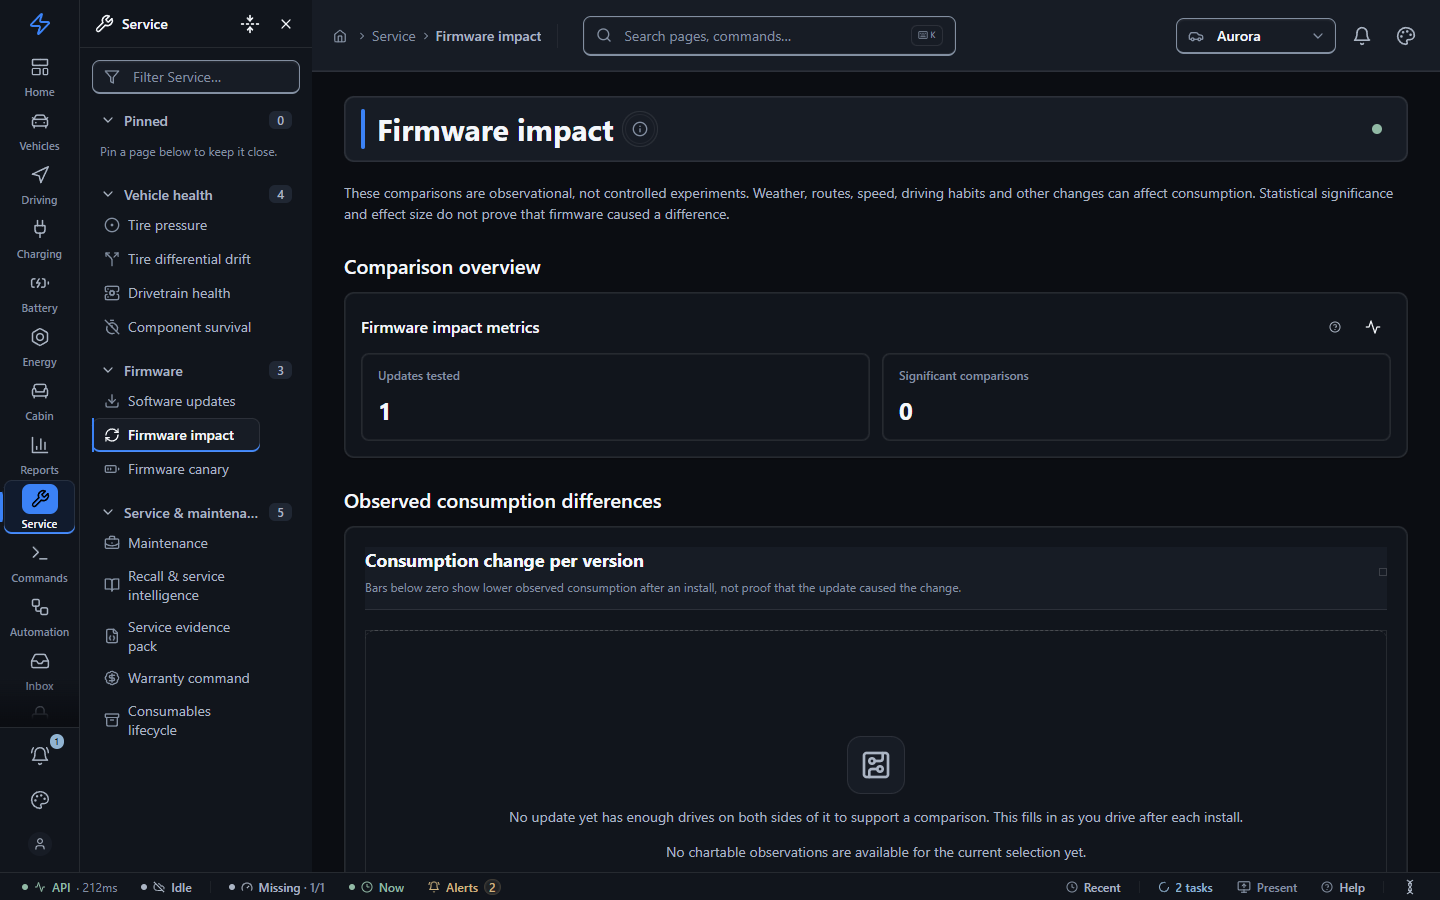 Home
Vehicles
Driving
Charging
Battery
Energy
Cabin
Reports
Service
Commands
Automation
Inbox
1
Service
Filter Service...
Pinned 0
Pin a page below to keep it close.
Vehicle health 4
Tire pressure
Tire differential drift
Drivetrain health
Component survival
Firmware 3
Software updates
Firmware impact
Firmware canary
Service & maintena... 5
Maintenance
Recall & service
intelligence
Service evidence
pack
Warranty command
Consumables
lifecycle
Service Firmware impact
Search pages, commands... K
Aurora
Firmware impact
These comparisons are observational, not controlled experiments. Weather, routes, speed, driving habits and other changes can affect consumption. Statistical significance
and effect size do not prove that firmware caused a difference.
Comparison overview
Firmware impact metrics
Updates tested
1
Significant comparisons
0
Observed consumption differences
Consumption change per version
Bars below zero show lower observed consumption after an install, not proof that the update caused the change.
No update yet has enough drives on both sides of it to support a comparison. This fills in as you drive after each install.
No chartable observations are available for the current selection yet.
API · 212ms Idle Missing · 1/1 Now Alerts 2 Recent 2 tasks Present Help